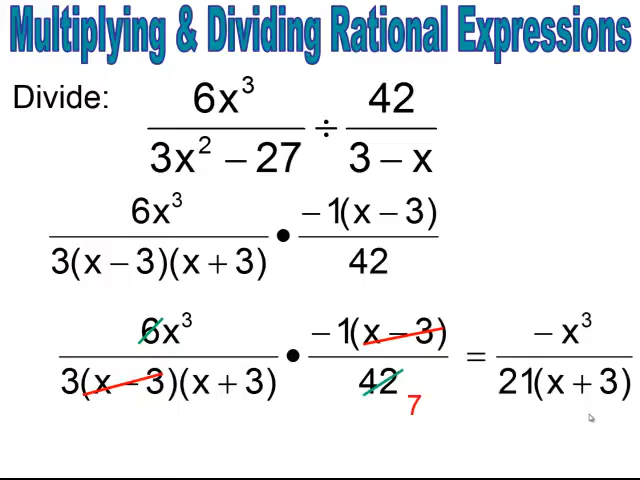 Multiplying & Dividing Rational Expressions
Divide: 6x³ / (3x² − 27) ÷ 42 / (3 − x)
6x³ / 3(x − 3)(x + 3) • −1(x − 3) / 42
6x³ / 3(x − 3)(x + 3) • −1(x − 3) / 42 = −x³ / 21(x + 3)
7